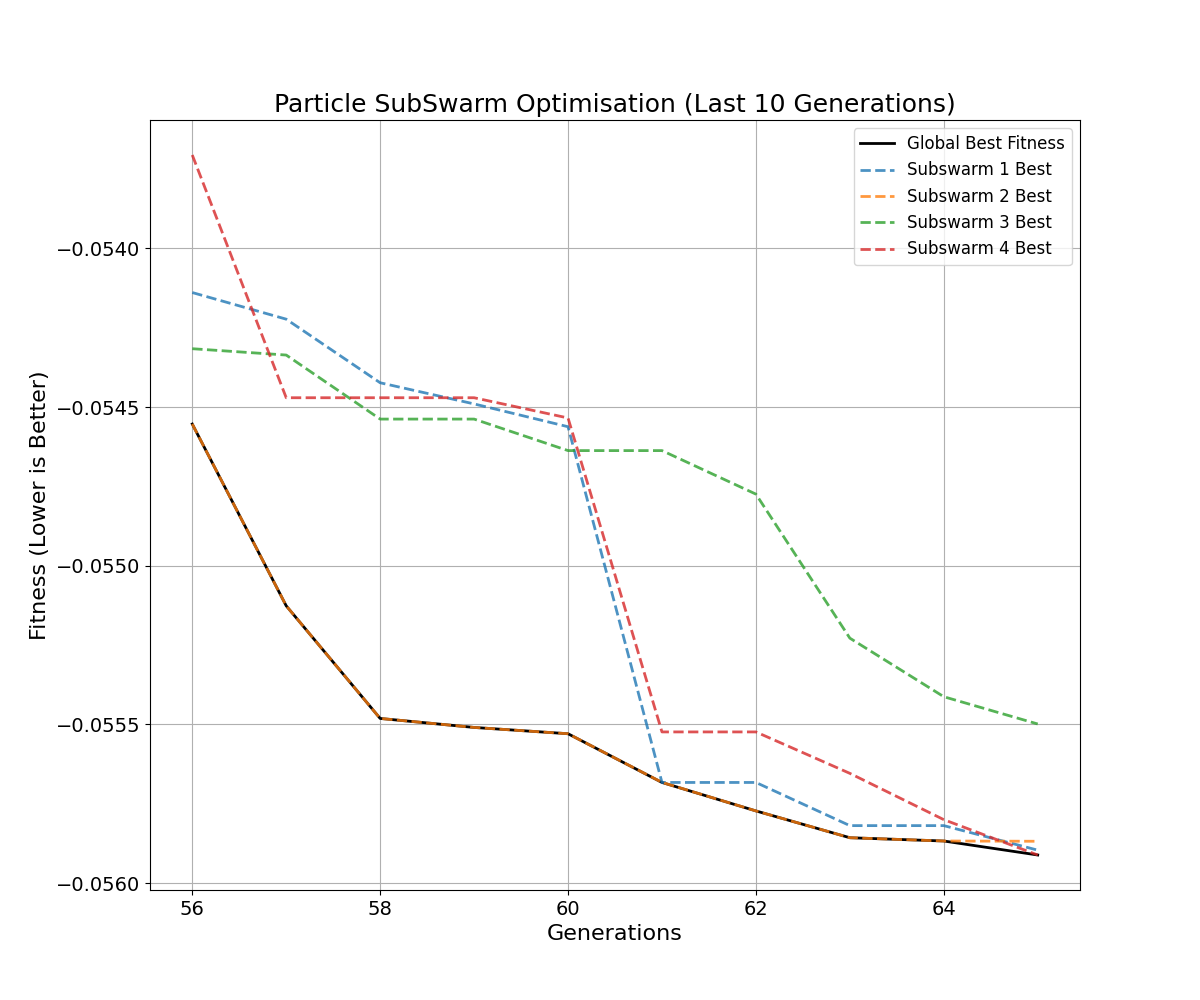 Particle SubSwarm Optimisation (Last 10 Generations)
Global Best Fitness
Subswarm 1 Best
Subswarm 2 Best
Subswarm 3 Best
Subswarm 4 Best
Fitness (Lower is Better)
−0.0540
−0.0545
−0.0550
−0.0555
−0.0560
56 58 60 62 64
Generations